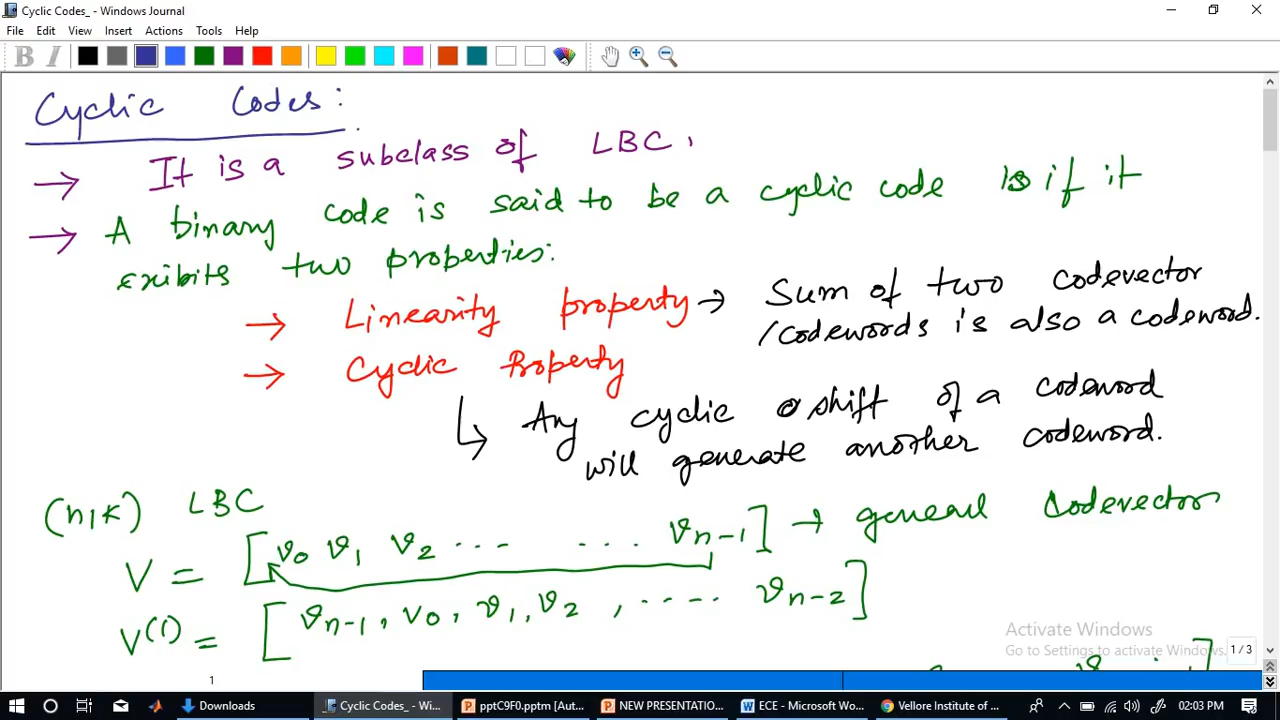 Cyclic Codes_ - Windows Journal
File Edit View Insert Actions Tools Help
B I
Cyclic Codes:
→ It is a subclass of LBC.
→ A binary code is said to be a cyclic code is if it
exibits two properties:
→ Linearity property → Sum of two codevector
/codewords is also a codeword.
→ Cyclic Property
↳ Any cyclic shift of a codeword
will generate another codeword.
(n,k) LBC
V = [v0 v1 v2 ... ... vn-1] → general Codevector
V(1) = [vn-1, v0, v1, v2, ..... vn-2]
Activate Windows
Go to Settings to activate Windows.
1 / 3
1
Downloads
Cyclic Codes_ - Wi...
pptC9F0.pptm [Aut...
NEW PRESENTATIO...
ECE - Microsoft Wo...
Vellore Institute of ...
02:03 PM